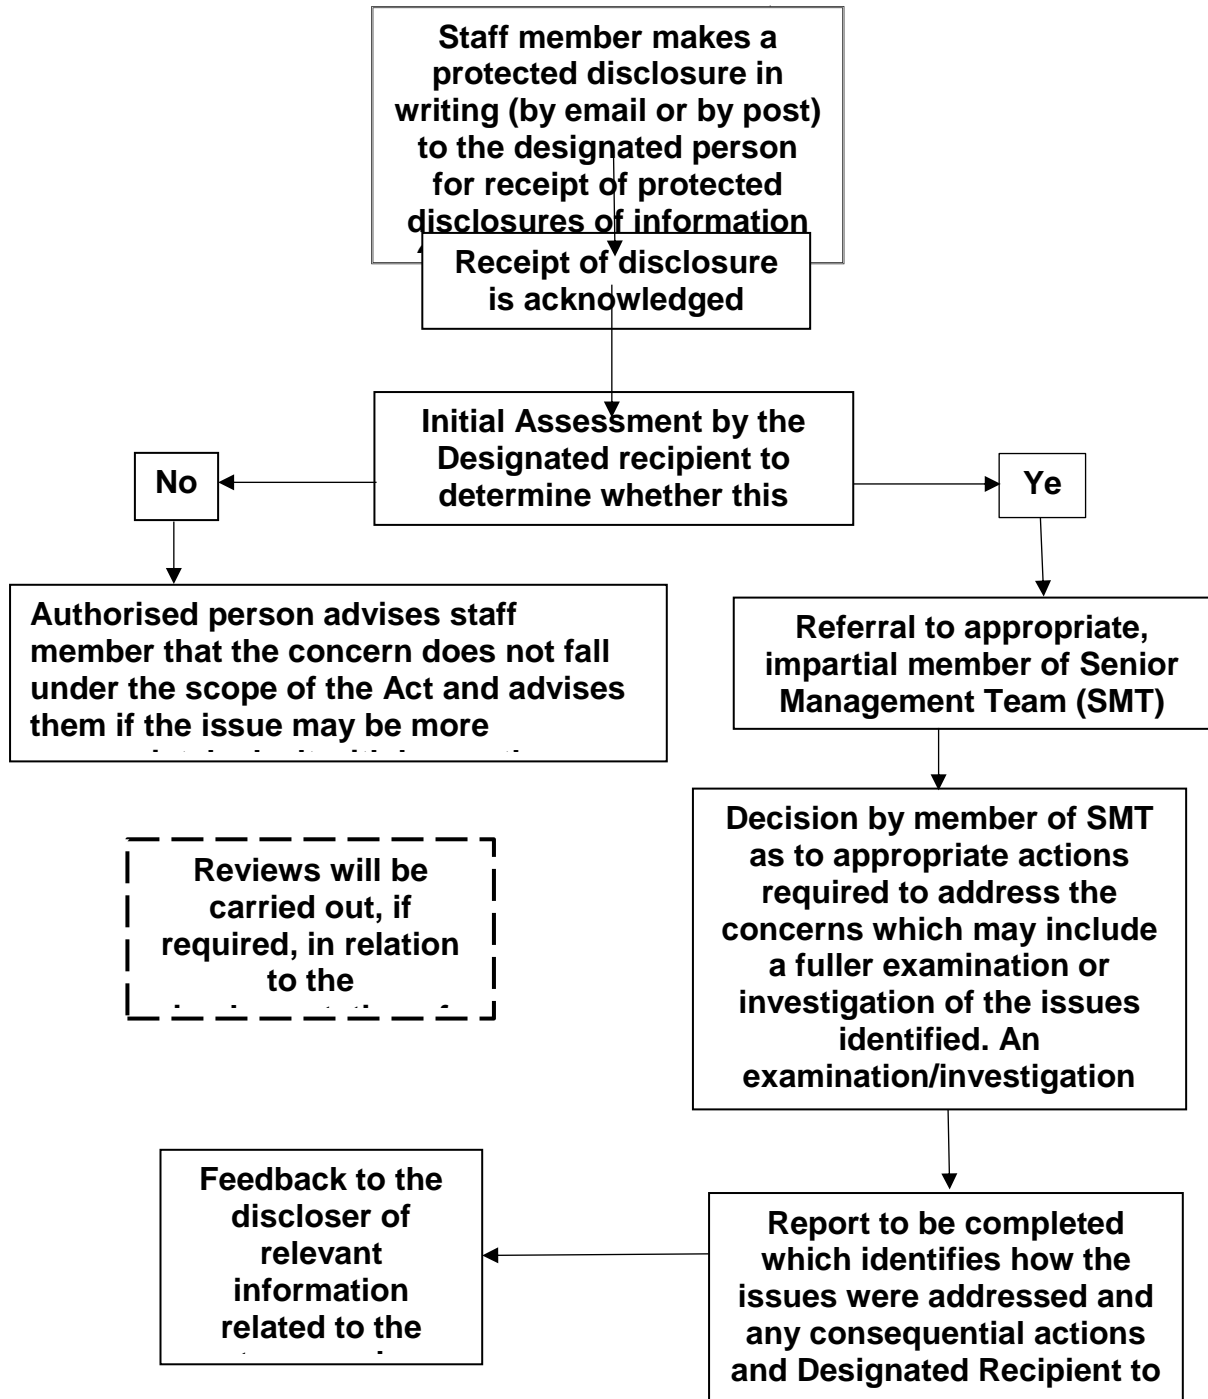 Staff member makes a
protected disclosure in
writing (by email or by post)
to the designated person
for receipt of protected
disclosures of information
Receipt of disclosure
is acknowledged
Initial Assessment by the
Designated recipient to
determine whether this
No
Ye
Authorised person advises staff
member that the concern does not fall
under the scope of the Act and advises
them if the issue may be more
Referral to appropriate,
impartial member of Senior
Management Team (SMT)
Reviews will be
carried out, if
required, in relation
to the
Decision by member of SMT
as to appropriate actions
required to address the
concerns which may include
a fuller examination or
investigation of the issues
identified. An
examination/investigation
Feedback to the
discloser of
relevant
information
related to the
Report to be completed
which identifies how the
issues were addressed and
any consequential actions
and Designated Recipient to